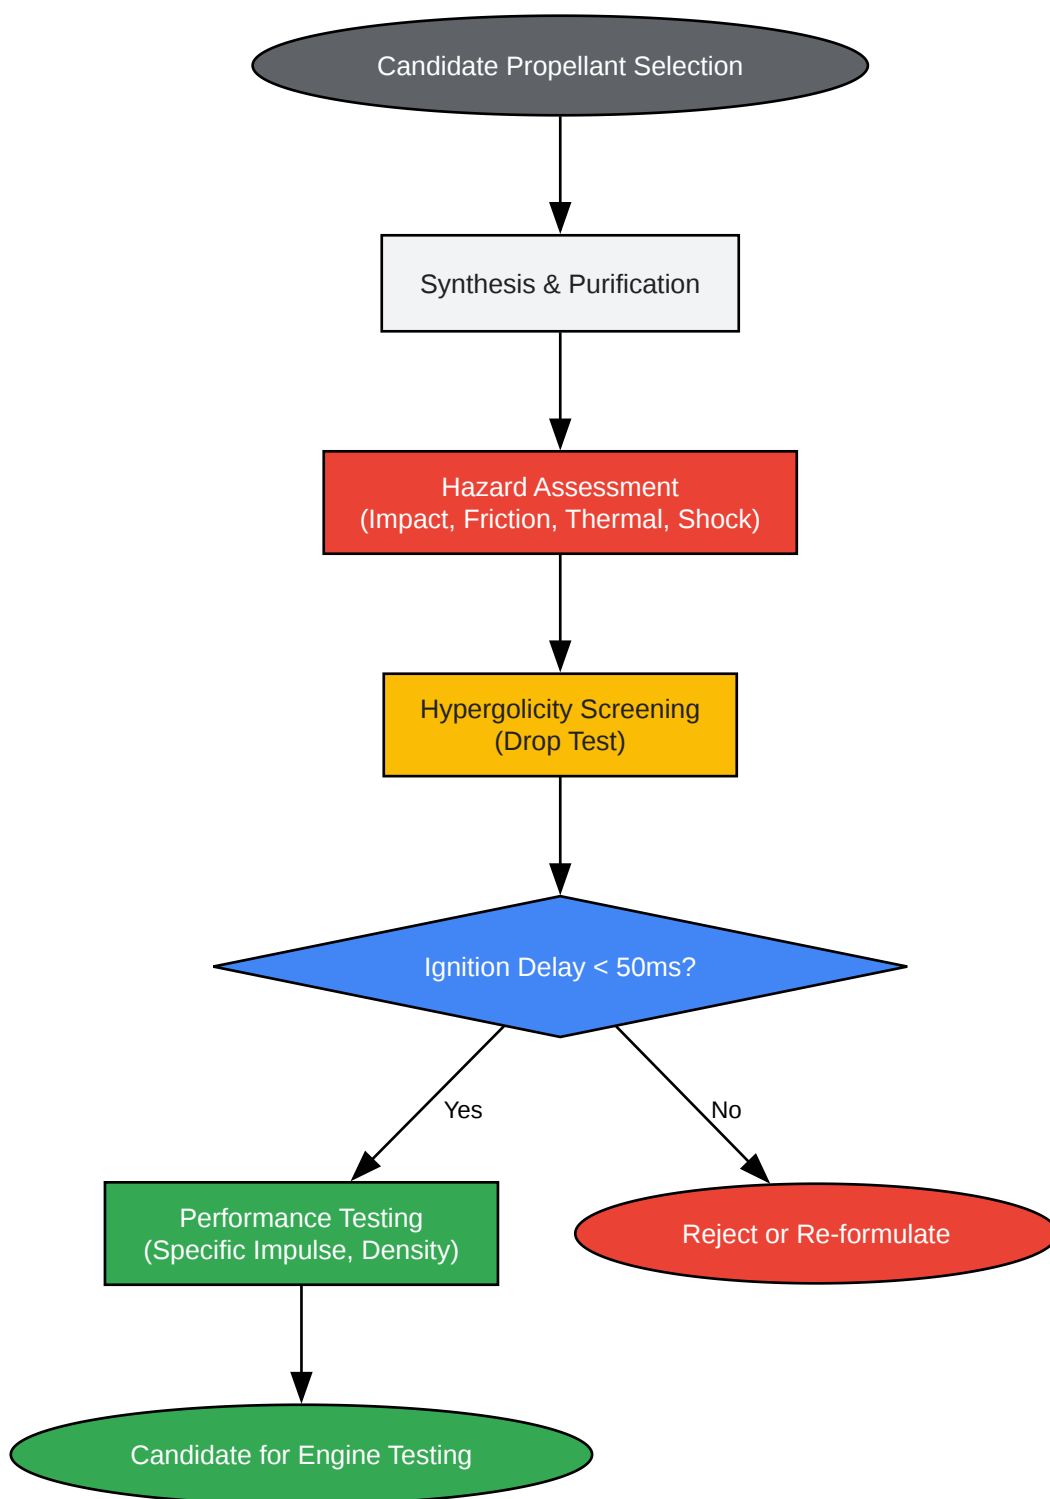 Candidate Propellant Selection
Synthesis & Purification
Hazard Assessment
(Impact, Friction, Thermal, Shock)
Hypergolicity Screening
(Drop Test)
Ignition Delay < 50ms?
Yes
No
Performance Testing
(Specific Impulse, Density)
Reject or Re-formulate
Candidate for Engine Testing